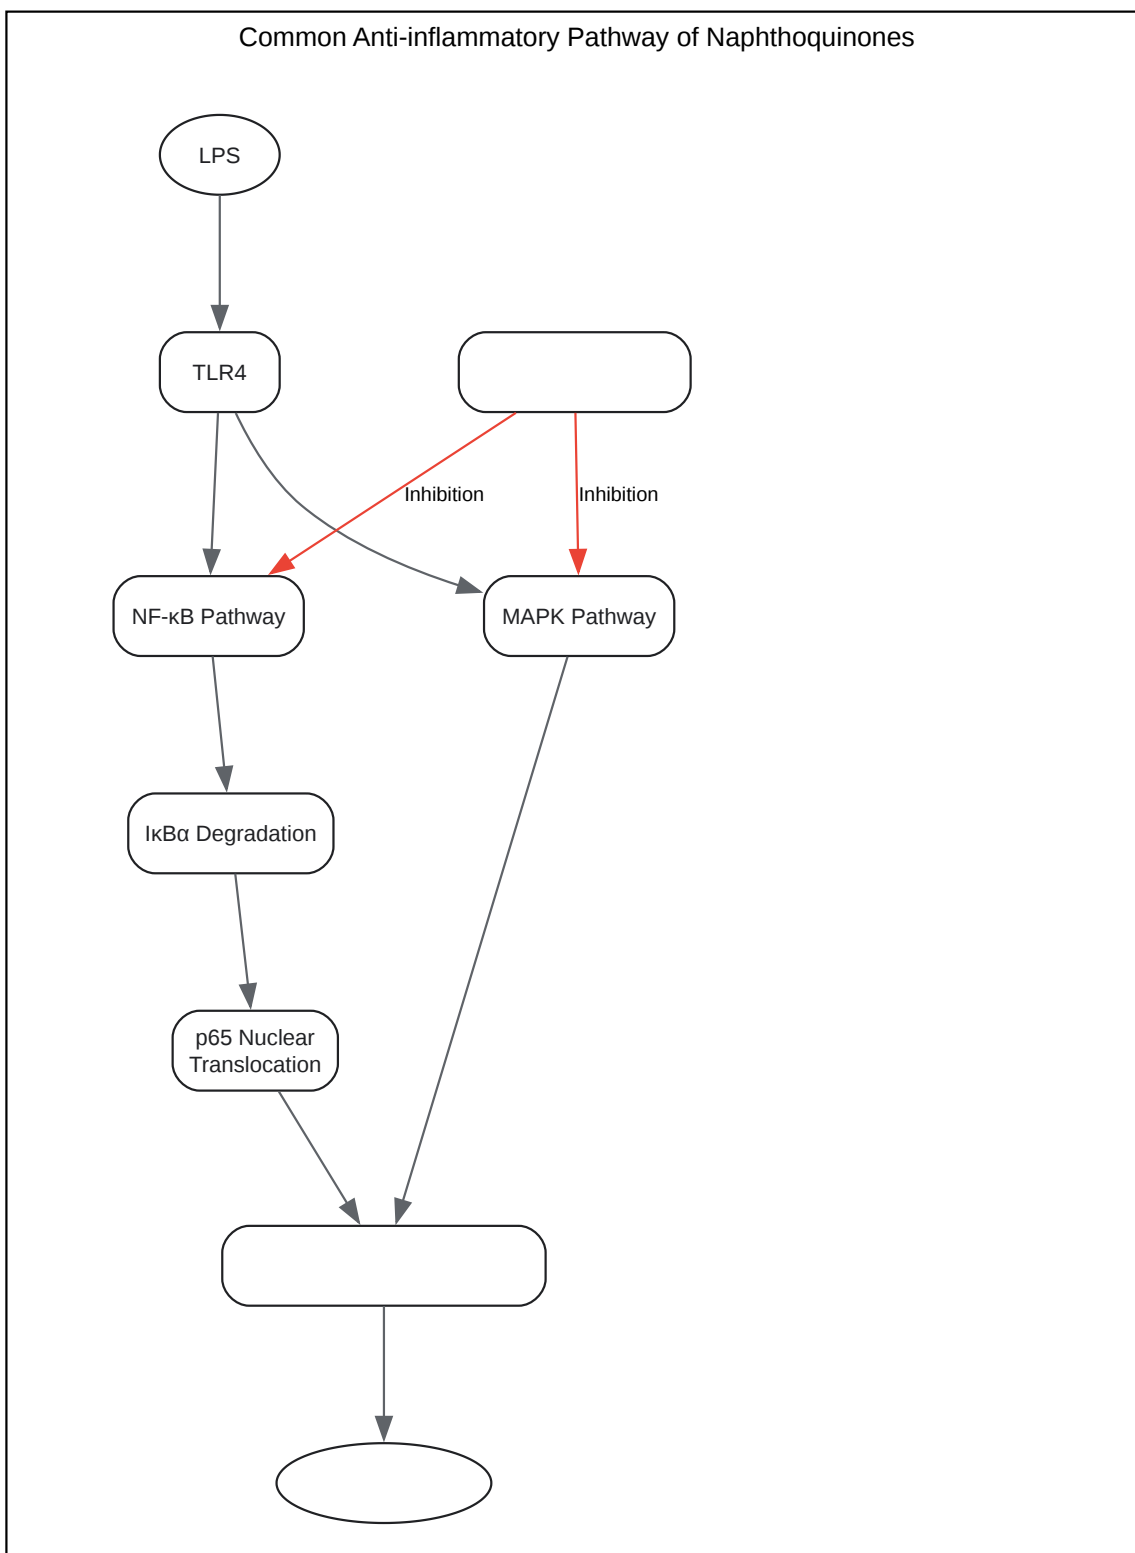 Common Anti-inflammatory Pathway of Naphthoquinones
LPS
TLR4
Inhibition
Inhibition
NF-κB Pathway
MAPK Pathway
IκBα Degradation
p65 Nuclear
Translocation